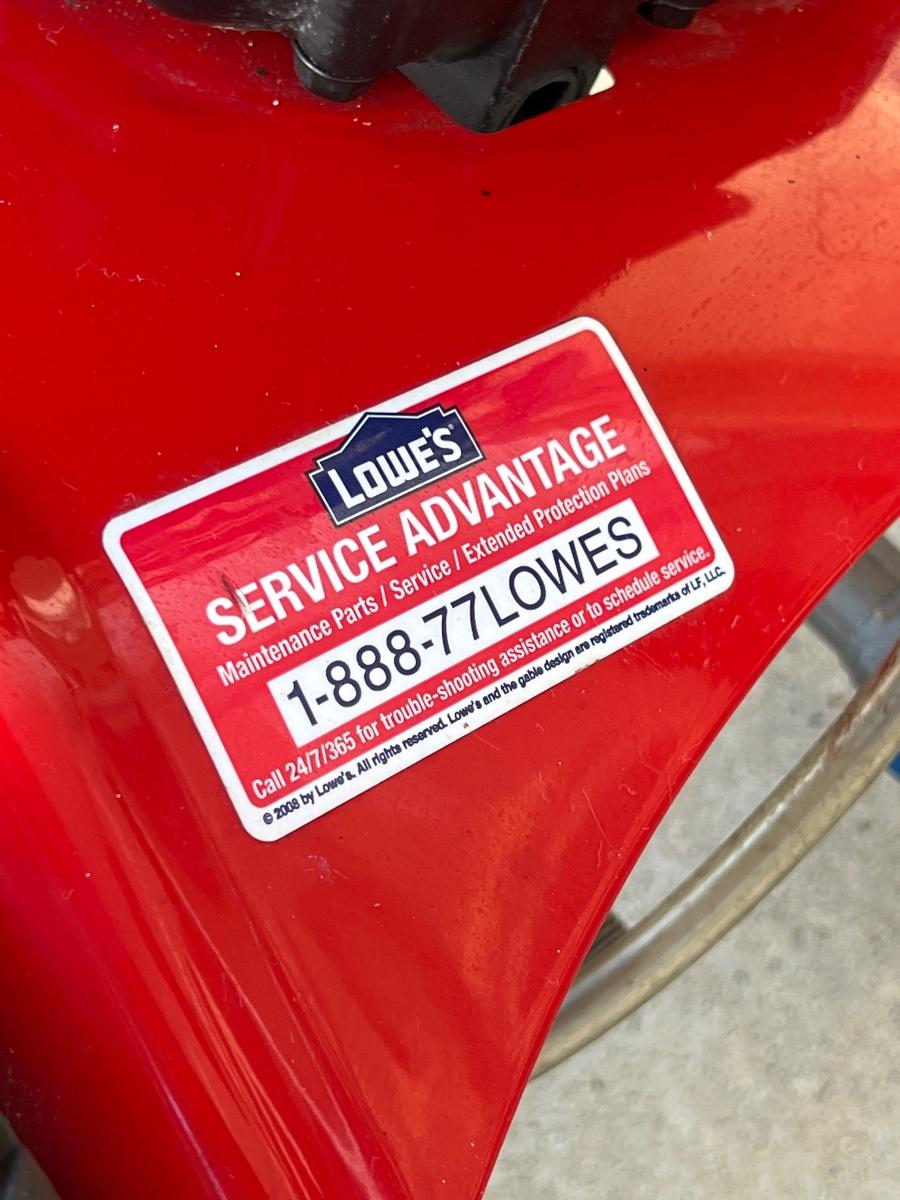 LOWE'S
SERVICE ADVANTAGE
Maintenance Parts / Service / Extended Protection Plans
1-888-77LOWES
Call 24/7/365 for trouble-shooting assistance or to schedule service.
© 2008 by Lowe's. All rights reserved. Lowe's and the gable design are registered trademarks of LF, LLC.